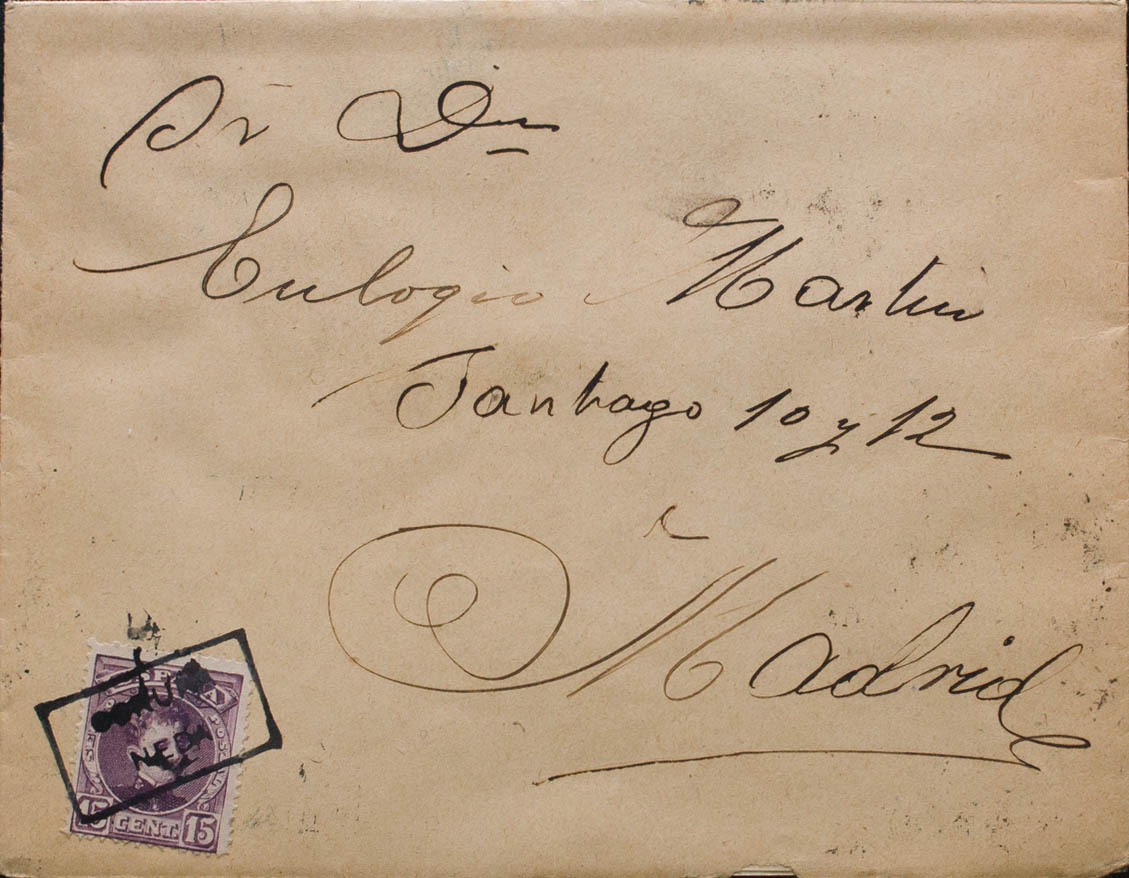 Sr Dn
Eulogio Martin
Santiago 10 y 12
Madrid
15 CENT. 15